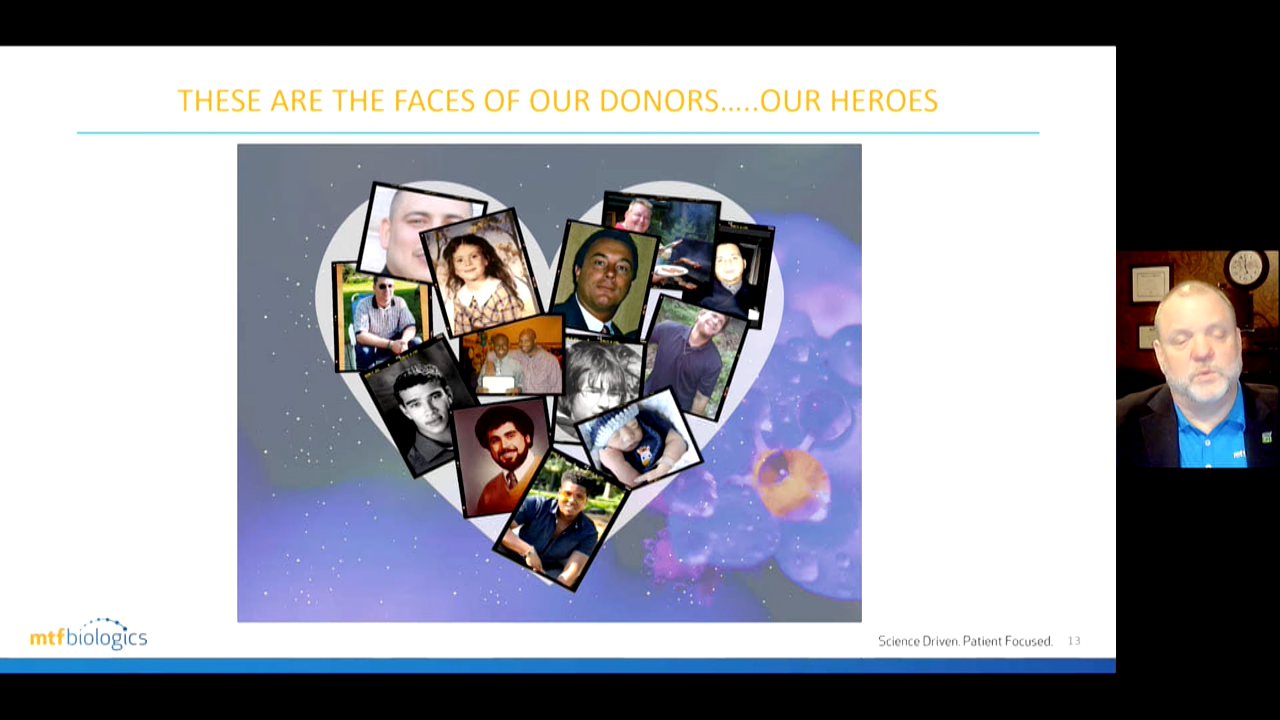 THESE ARE THE FACES OF OUR DONORS.....OUR HEROES
mtfbiologics
Science Driven. Patient Focused.
13